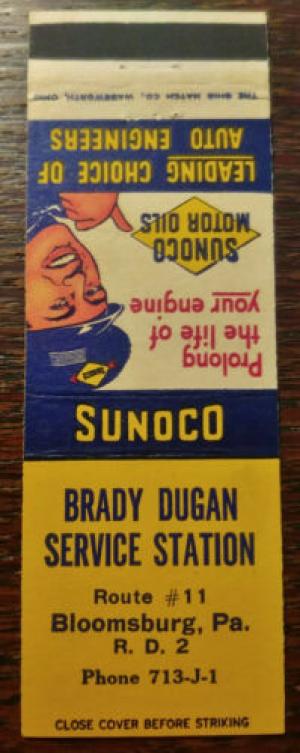 THE OHIO MATCH CO., WADSWORTH, OHIO
Prolong
the life of
your engine
SUNOCO
MOTOR OILS
LEADING CHOICE OF
AUTO ENGINEERS
SUNOCO
BRADY DUGAN
SERVICE STATION
Route #11
Bloomsburg, Pa.
R. D. 2
Phone 713-J-1
CLOSE COVER BEFORE STRIKING